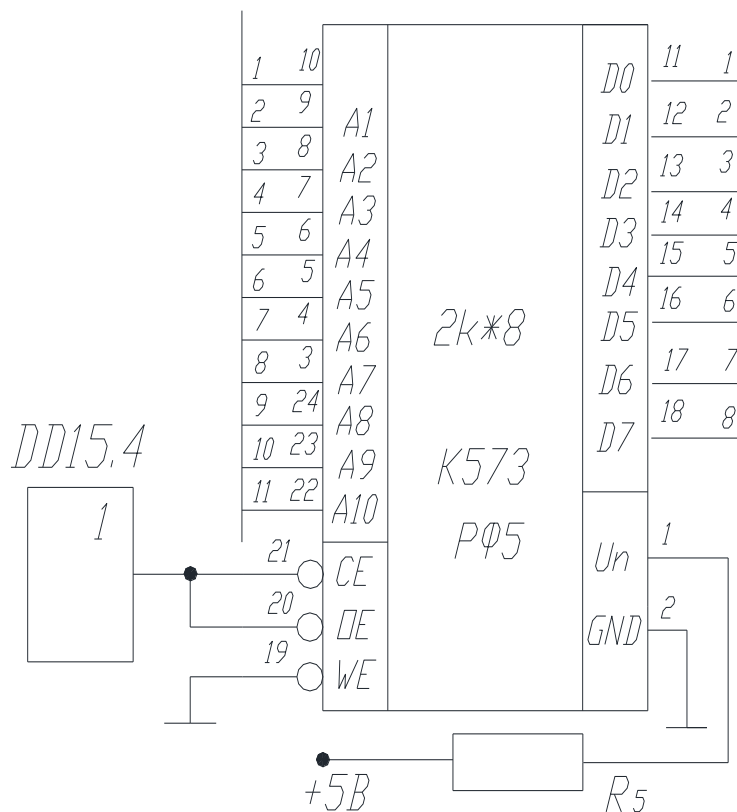 1 10
2 9
A1
3 8
A2
4 7
A3
5 6
A4
6 5
A5
7 4
A6
8 3
A7
9 24
A8
10 23
A9
11 22
A10
DD15.4
1
21
CE
20
OE
19
WE
2k*8
К573
РФ5
D0 11 1
D1 12 2
D2 13 3
D3 14 4
D4 15 5
D5 16 6
D6 17 7
D7 18 8
Un 1
GND 2
+5В
R5